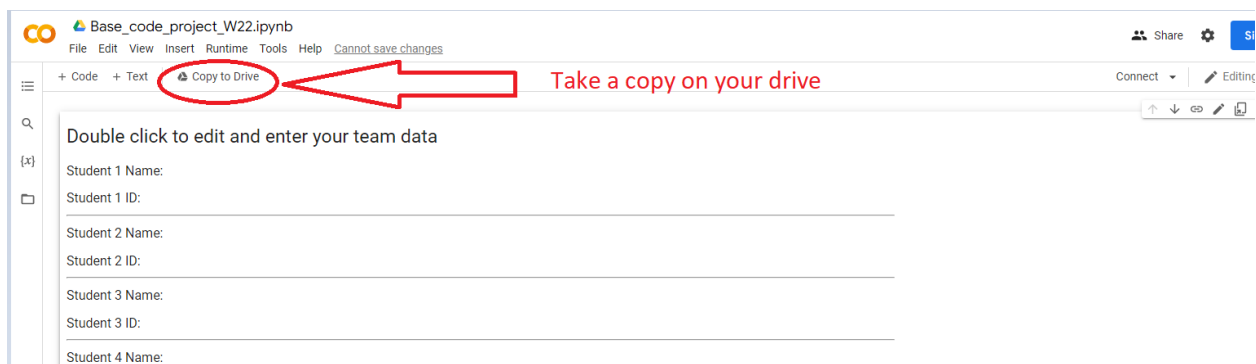 Base_code_project_W22.ipynb
Share
File Edit View Insert Runtime Tools Help Cannot save changes
+ Code + Text Copy to Drive
Take a copy on your drive
Connect
Editing
{x}
Double click to edit and enter your team data
Student 1 Name:
Student 1 ID:
Student 2 Name:
Student 2 ID:
Student 3 Name:
Student 3 ID:
Student 4 Name: